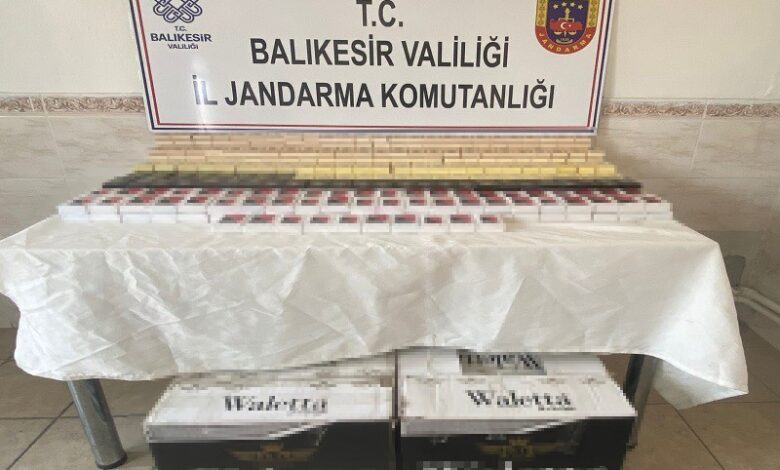 T.C.
BALIKESİR
VALİLİĞİ
T.C.
BALIKESİR VALİLİĞİ
İL JANDARMA KOMUTANLIĞI
JANDARMA
Waletta
Waletta
Waletta